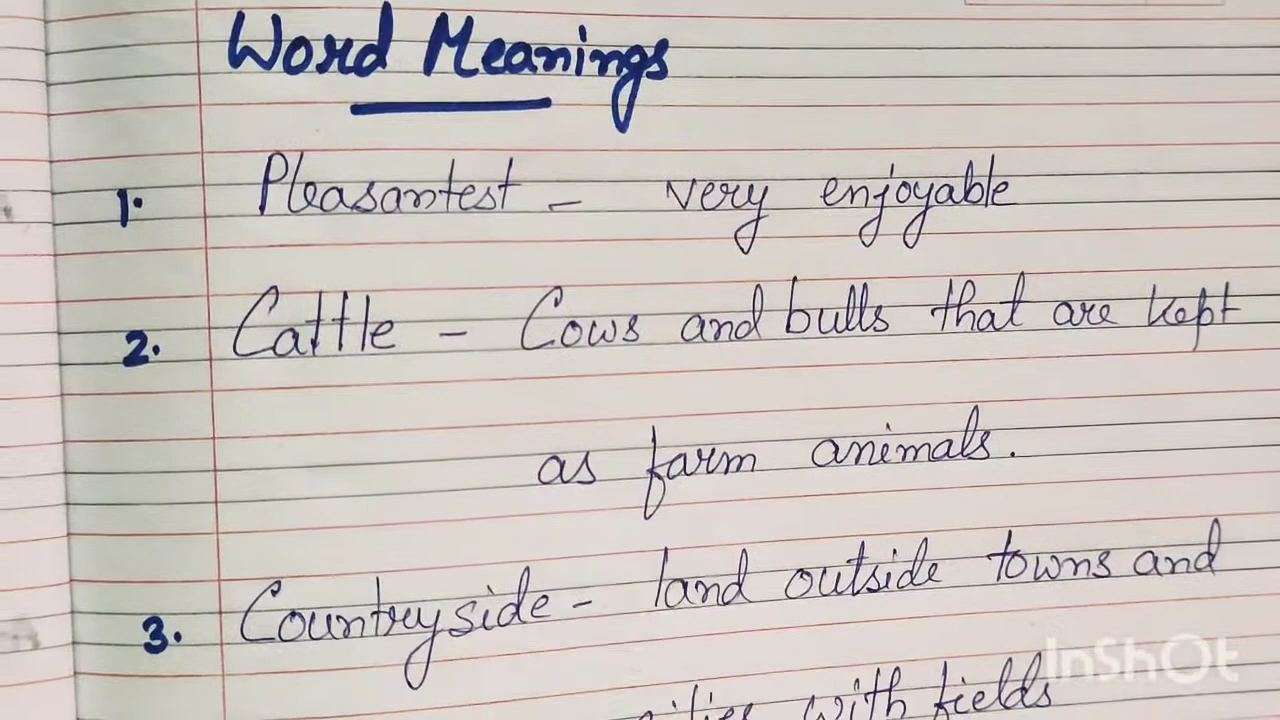 Word Meanings
1. Pleasantest - very enjoyable
2. Cattle - Cows and bulls that are kept
as farm animals.
3. Countryside - land outside towns and
cities with fields
InShOt